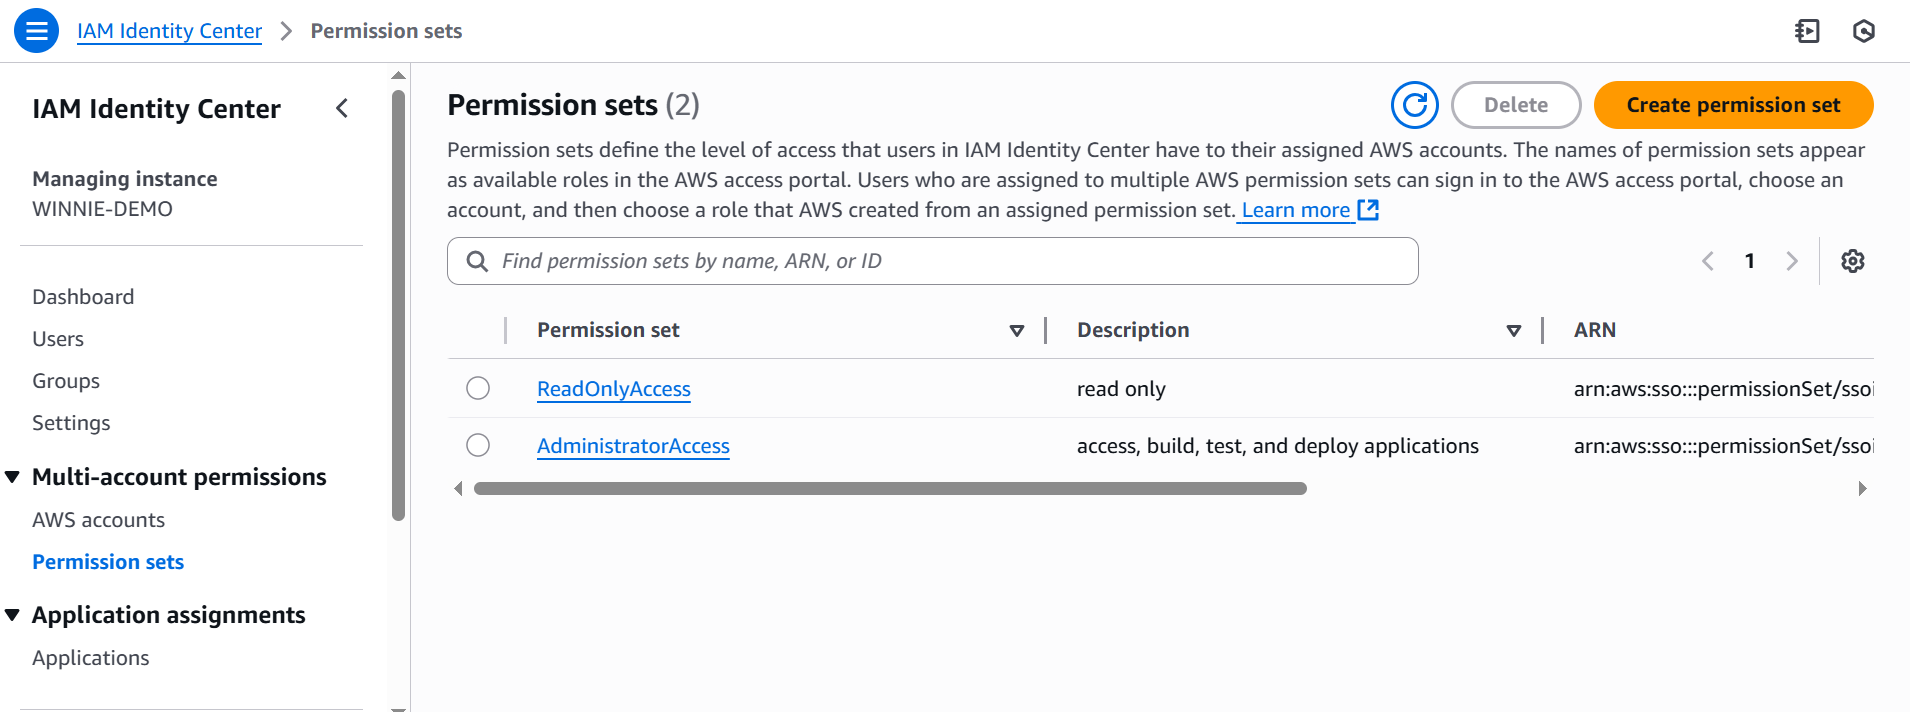 IAM Identity Center > Permission sets
IAM Identity Center
Managing instance
WINNIE-DEMO
Dashboard
Users
Groups
Settings
Multi-account permissions
AWS accounts
Permission sets
Application assignments
Applications
Permission sets (2)
Delete
Create permission set
Permission sets define the level of access that users in IAM Identity Center have to their assigned AWS accounts. The names of permission sets appear
as available roles in the AWS access portal. Users who are assigned to multiple AWS permission sets can sign in to the AWS access portal, choose an
account, and then choose a role that AWS created from an assigned permission set. Learn more
Find permission sets by name, ARN, or ID
1
Permission set Description ARN
ReadOnlyAccess read only arn:aws:sso:::permissionSet/ssoi
AdministratorAccess access, build, test, and deploy applications arn:aws:sso:::permissionSet/ssoi